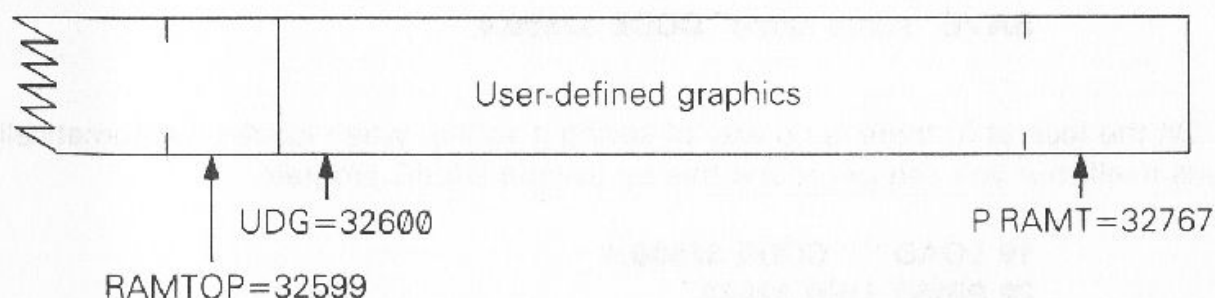 User-defined graphics
UDG=32600
P RAMT=32767
RAMTOP=32599